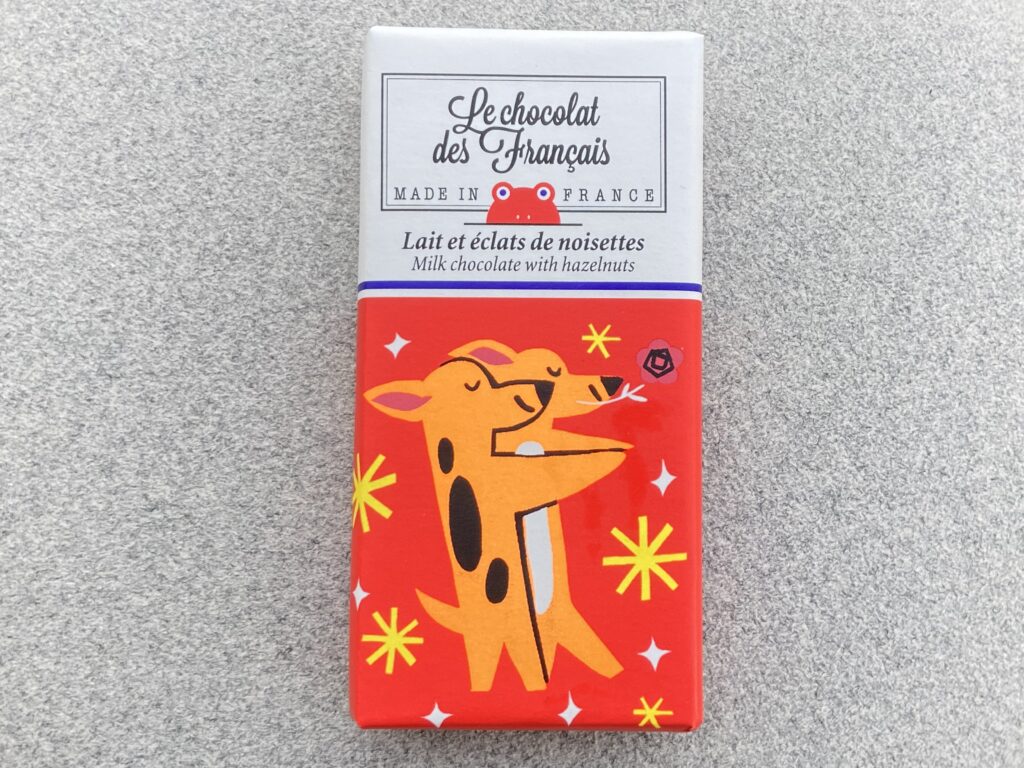 Le chocolat
des Français
MADE IN FRANCE
Lait et éclats de noisettes
Milk chocolate with hazelnuts